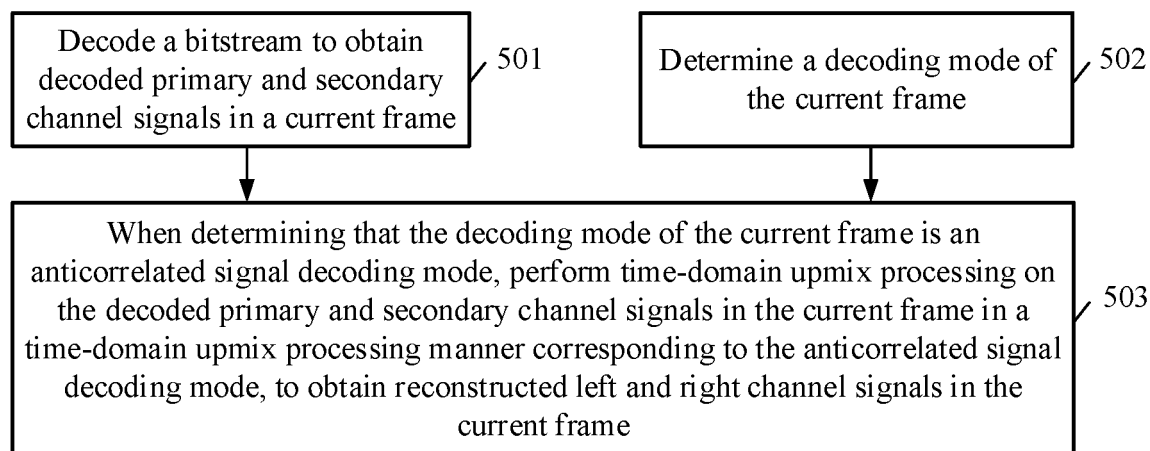 Decode a bitstream to obtain
decoded primary and secondary
channel signals in a current frame
501
Determine a decoding mode of
the current frame
502
When determining that the decoding mode of the current frame is an
anticorrelated signal decoding mode, perform time-domain upmix processing on
the decoded primary and secondary channel signals in the current frame in a
time-domain upmix processing manner corresponding to the anticorrelated signal
decoding mode, to obtain reconstructed left and right channel signals in the
current frame
503